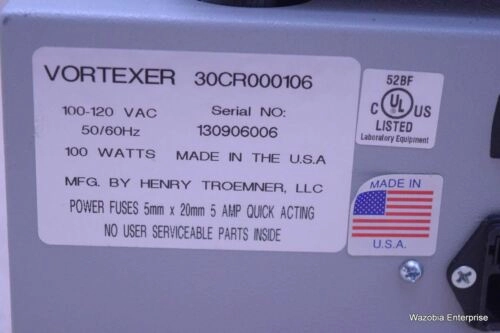 VORTEXER 30CR000106
100-120 VAC Serial NO:
50/60Hz 130906006
100 WATTS MADE IN THE U.S.A
MFG. BY HENRY TROEMNER, LLC
POWER FUSES 5mm x 20mm 5 AMP QUICK ACTING
NO USER SERVICEABLE PARTS INSIDE
52BF
C UL US
LISTED
Laboratory Equipment
MADE IN
U.S.A.
Wazobia Enterprise